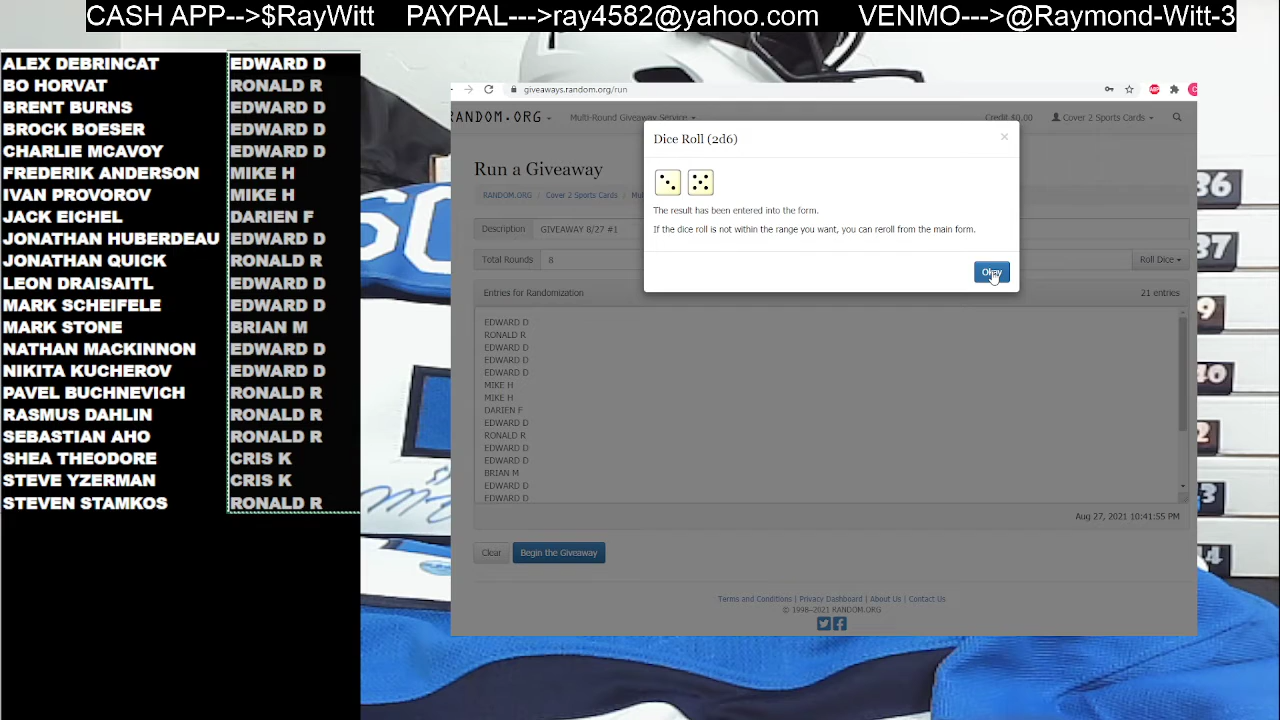 CASH APP-->$RayWitt PAYPAL--->ray4582@yahoo.com VENMO--->@Raymond-Witt-3
ALEX DEBRINCAT EDWARD D
BO HORVAT RONALD R
BRENT BURNS EDWARD D
BROCK BOESER EDWARD D
CHARLIE MCAVOY EDWARD D
FREDERIK ANDERSON MIKE H
IVAN PROVOROV MIKE H
JACK EICHEL DARIEN F
JONATHAN HUBERDEAU EDWARD D
JONATHAN QUICK RONALD R
LEON DRAISAITL EDWARD D
MARK SCHEIFELE EDWARD D
MARK STONE BRIAN M
NATHAN MACKINNON EDWARD D
NIKITA KUCHEROV EDWARD D
PAVEL BUCHNEVICH RONALD R
RASMUS DAHLIN RONALD R
SEBASTIAN AHO RONALD R
SHEA THEODORE CRIS K
STEVE YZERMAN CRIS K
STEVEN STAMKOS RONALD R
giveaways.random.org/run
RANDOM.ORG Multi-Round Giveaway Service Credit $0.00 Cover 2 Sports Cards
Dice Roll (2d6) ×
The result has been entered into the form.
If the dice roll is not within the range you want, you can reroll from the main form.
Okay
Run a Giveaway
RANDOM.ORG Cover 2 Sports Cards
Description GIVEAWAY 8/27 #1
Total Rounds 8 Roll Dice
Entries for Randomization 21 entries
EDWARD D
RONALD R
EDWARD D
EDWARD D
EDWARD D
MIKE H
MIKE H
DARIEN F
EDWARD D
RONALD R
EDWARD D
EDWARD D
BRIAN M
EDWARD D
EDWARD D
Aug 27, 2021 10:41:55 PM
Clear Begin the Giveaway
Terms and Conditions | Privacy Dashboard | About Us | Contact Us
© 1998–2021 RANDOM.ORG
36
37
40